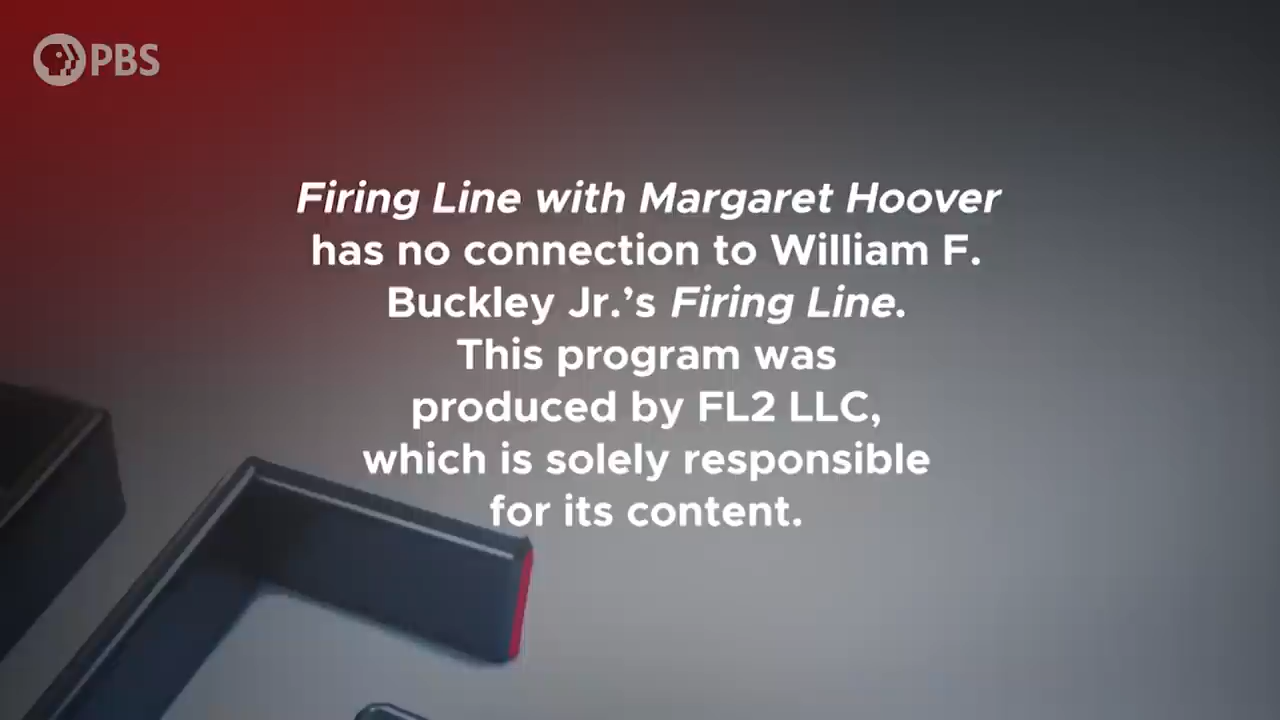 PBS
Firing Line with Margaret Hoover
has no connection to William F.
Buckley Jr.’s Firing Line.
This program was
produced by FL2 LLC,
which is solely responsible
for its content.